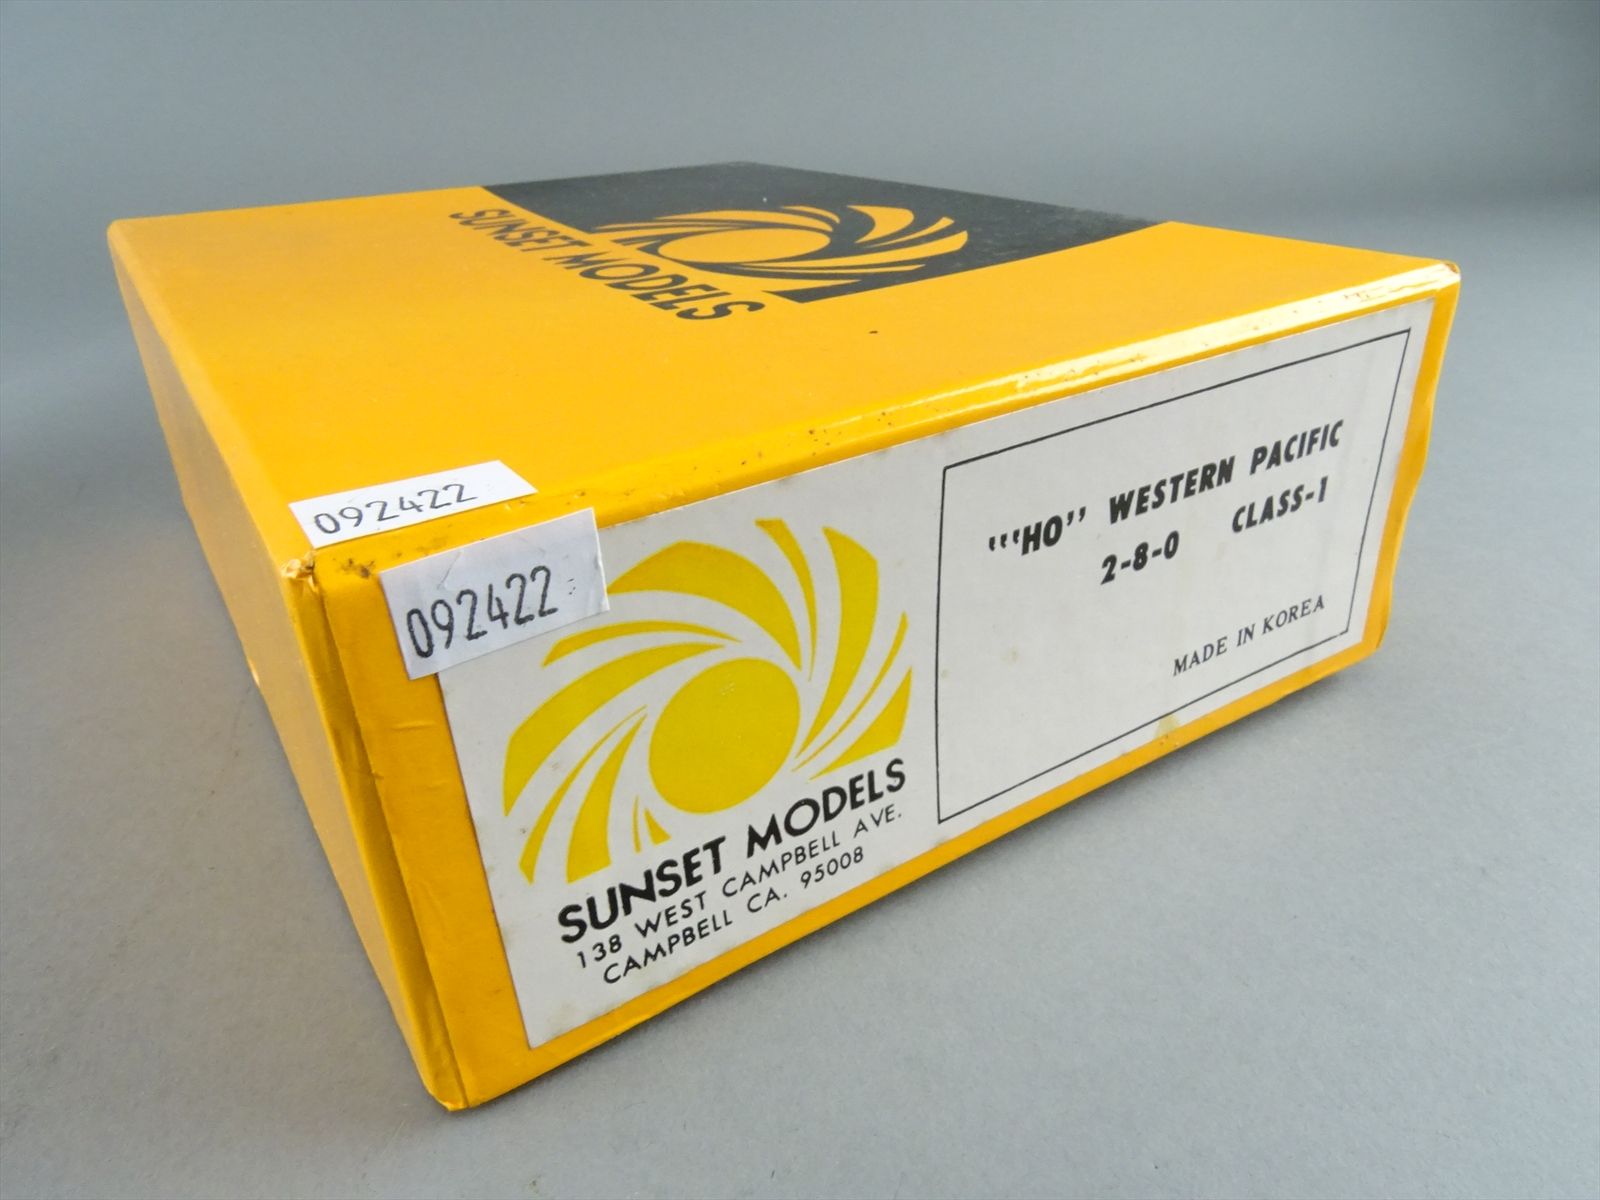 SUNSET MODELS
092422
092422
"'HO" WESTERN PACIFIC
2-8-0 CLASS-1
MADE IN KOREA
SUNSET MODELS
138 WEST CAMPBELL AVE.
CAMPBELL CA. 95008